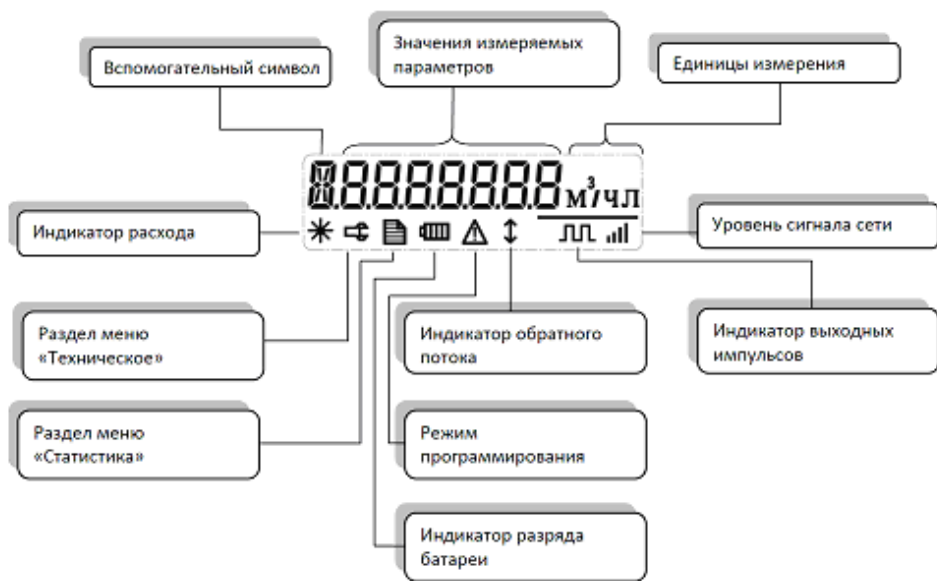 Значения измеряемых
параметров
Вспомогательный символ
Единицы измерения
8.8.8.8.8.8.8 м³/ч Л
Индикатор расхода
Уровень сигнала сети
Раздел меню
«Техническое»
Индикатор обратного
потока
Индикатор выходных
импульсов
Раздел меню
«Статистика»
Режим
программирования
Индикатор разряда
батареи